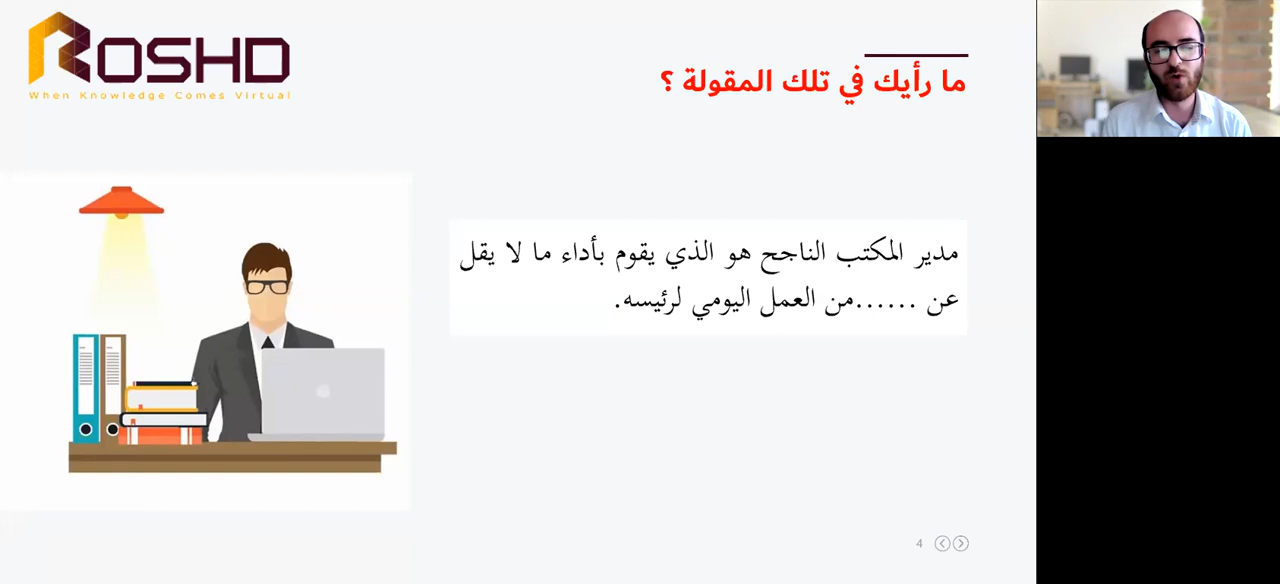 ROSHD
When Knowledge Comes Virtual
ما رأيك في تلك المقولة ؟
مدير المكتب الناجح هو الذي يقوم بأداء ما لا يقل
عن ......من العمل اليومي لرئيسه.
4